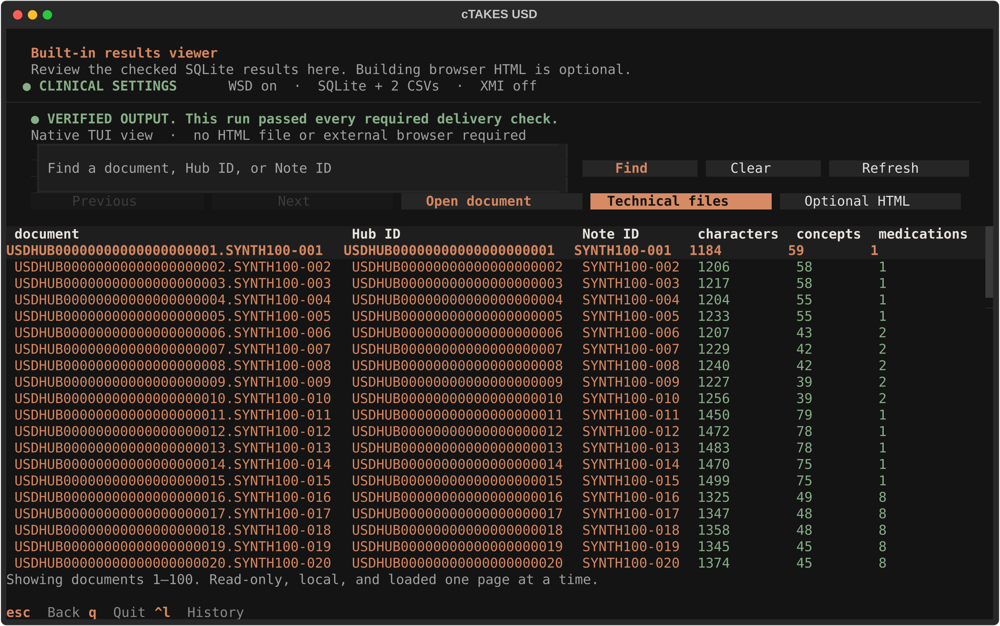 cTAKES USD
Built-in results viewer
Review the checked SQLite results here. Building browser HTML is optional.
● CLINICAL SETTINGS WSD on · SQLite + 2 CSVs · XMI off
● VERIFIED OUTPUT. This run passed every required delivery check.
Native TUI view · no HTML file or external browser required
Find a document, Hub ID, or Note ID Find Clear Refresh
Previous Next Open document Technical files Optional HTML
document Hub ID Note ID characters concepts medications
USDHUB00000000000000000001.SYNTH100-001 USDHUB00000000000000000001 SYNTH100-001 1184 59 1
USDHUB00000000000000000002.SYNTH100-002 USDHUB00000000000000000002 SYNTH100-002 1206 58 1
USDHUB00000000000000000003.SYNTH100-003 USDHUB00000000000000000003 SYNTH100-003 1217 58 1
USDHUB00000000000000000004.SYNTH100-004 USDHUB00000000000000000004 SYNTH100-004 1204 55 1
USDHUB00000000000000000005.SYNTH100-005 USDHUB00000000000000000005 SYNTH100-005 1233 55 1
USDHUB00000000000000000006.SYNTH100-006 USDHUB00000000000000000006 SYNTH100-006 1207 43 2
USDHUB00000000000000000007.SYNTH100-007 USDHUB00000000000000000007 SYNTH100-007 1229 42 2
USDHUB00000000000000000008.SYNTH100-008 USDHUB00000000000000000008 SYNTH100-008 1240 42 2
USDHUB00000000000000000009.SYNTH100-009 USDHUB00000000000000000009 SYNTH100-009 1227 39 2
USDHUB00000000000000000010.SYNTH100-010 USDHUB00000000000000000010 SYNTH100-010 1256 39 2
USDHUB00000000000000000011.SYNTH100-011 USDHUB00000000000000000011 SYNTH100-011 1450 79 1
USDHUB00000000000000000012.SYNTH100-012 USDHUB00000000000000000012 SYNTH100-012 1472 78 1
USDHUB00000000000000000013.SYNTH100-013 USDHUB00000000000000000013 SYNTH100-013 1483 78 1
USDHUB00000000000000000014.SYNTH100-014 USDHUB00000000000000000014 SYNTH100-014 1470 75 1
USDHUB00000000000000000015.SYNTH100-015 USDHUB00000000000000000015 SYNTH100-015 1499 75 1
USDHUB00000000000000000016.SYNTH100-016 USDHUB00000000000000000016 SYNTH100-016 1325 49 8
USDHUB00000000000000000017.SYNTH100-017 USDHUB00000000000000000017 SYNTH100-017 1347 48 8
USDHUB00000000000000000018.SYNTH100-018 USDHUB00000000000000000018 SYNTH100-018 1358 48 8
USDHUB00000000000000000019.SYNTH100-019 USDHUB00000000000000000019 SYNTH100-019 1345 45 8
USDHUB00000000000000000020.SYNTH100-020 USDHUB00000000000000000020 SYNTH100-020 1374 45 8
Showing documents 1–100. Read-only, local, and loaded one page at a time.
esc Back q Quit ^l History